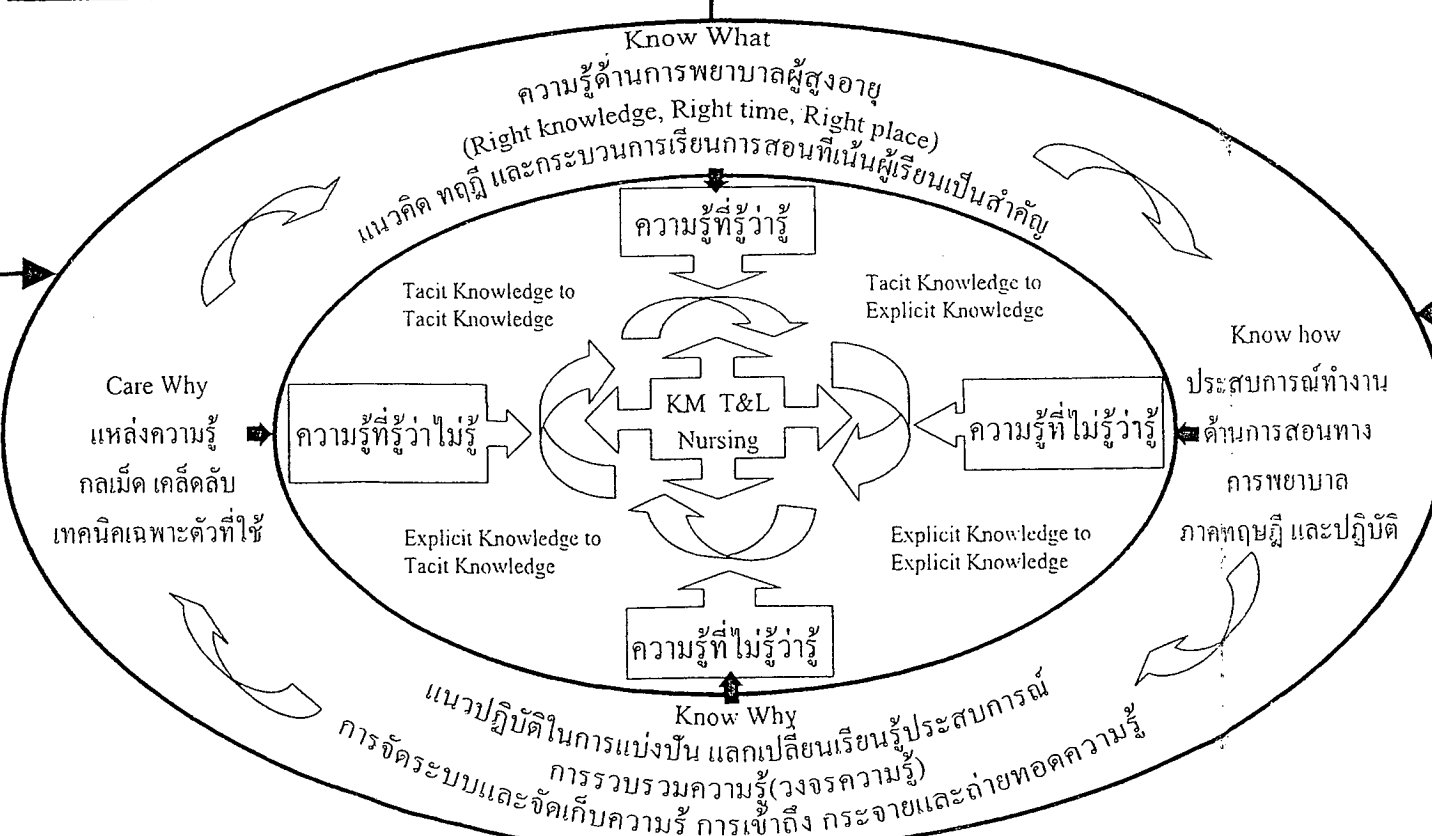 Know What
ความรู้ด้านการพยาบาลผู้สูงอายุ
(Right knowledge, Right time, Right place)
แนวคิด ทฤฎี และกระบวนการเรียนการสอนที่เน้นผู้เรียนเป็นสำคัญ
ความรู้ที่รู้ว่ารู้
Tacit Knowledge to
Tacit Knowledge
Tacit Knowledge to
Explicit Knowledge
Care Why
แหล่งความรู้
กลเม็ด เคล็ดลับ
เทคนิคเฉพาะตัวที่ใช้
ความรู้ที่รู้ว่าไม่รู้
KM T&L
Nursing
ความรู้ที่ไม่รู้ว่ารู้
Know how
ประสบการณ์ทำงาน
ด้านการสอนทาง
การพยาบาล
ภาคทฤษฎี และปฏิบัติ
Explicit Knowledge to
Tacit Knowledge
Explicit Knowledge to
Explicit Knowledge
ความรู้ที่ไม่รู้ว่ารู้
Know Why
แนวปฏิบัติในการแบ่งปัน แลกเปลี่ยนเรียนรู้ประสบการณ์
การรวบรวมความรู้(วงจรความรู้)
การจัดระบบและจัดเก็บความรู้ การเข้าถึง กระจายและถ่ายทอดความรู้